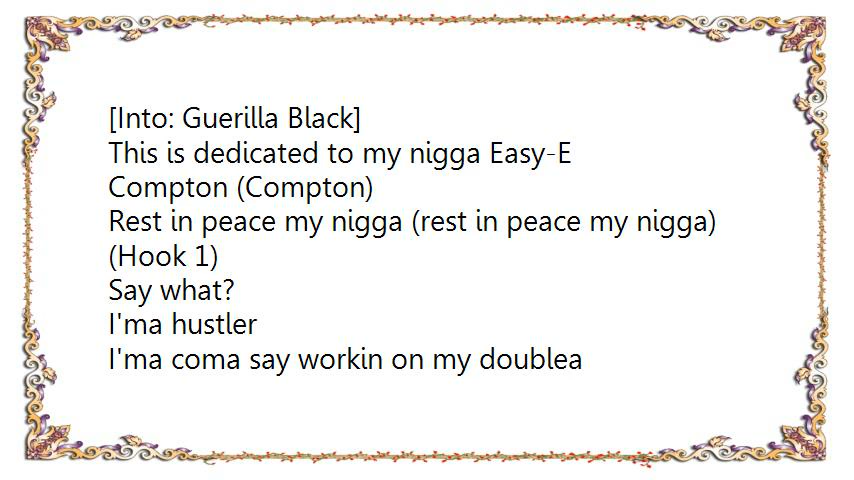 [Into: Guerilla Black]
This is dedicated to my nigga Easy-E
Compton (Compton)
Rest in peace my nigga (rest in peace my nigga)
(Hook 1)
Say what?
I'ma hustler
I'ma coma say workin on my doublea